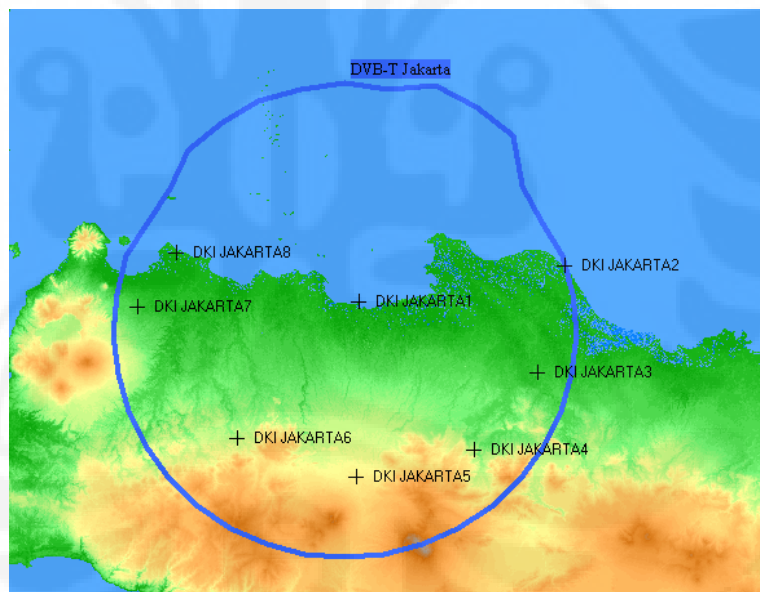 DVB-T Jakarta
DKI JAKARTA8
DKI JAKARTA2
DKI JAKARTA1
DKI JAKARTA7
DKI JAKARTA3
DKI JAKARTA6
DKI JAKARTA4
DKI JAKARTA5